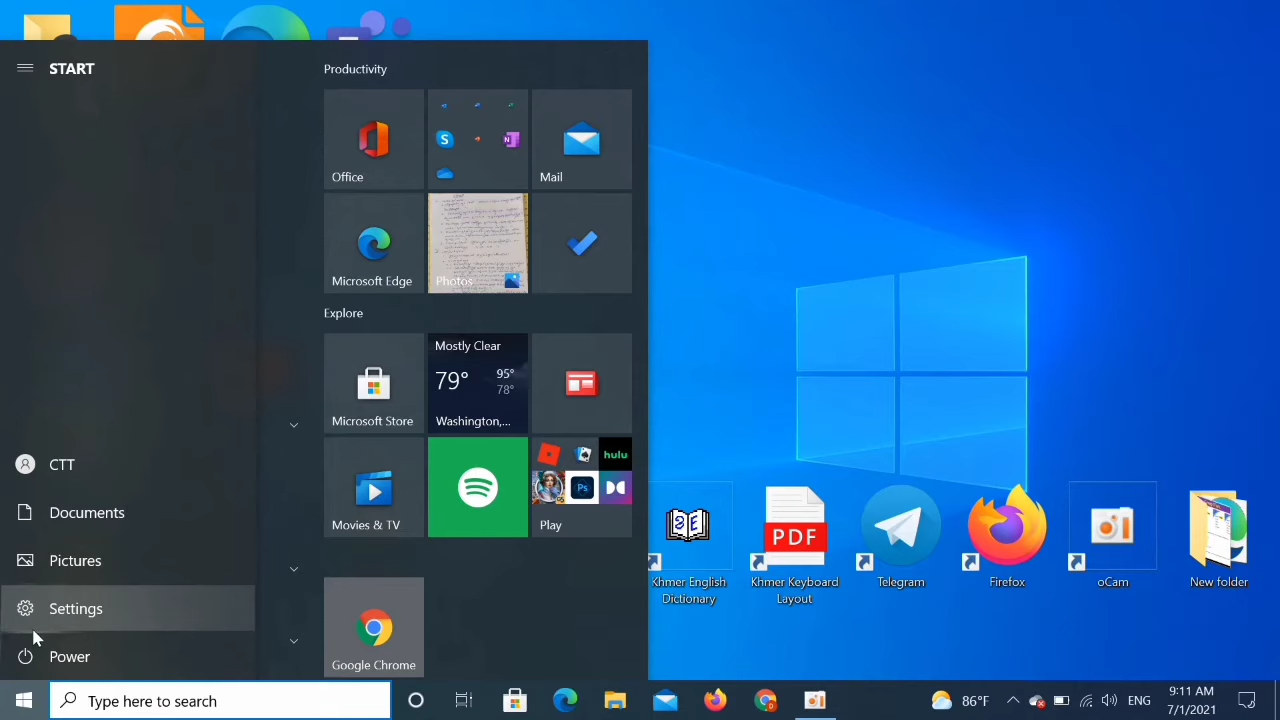 START
Productivity
Office
Mail
Microsoft Edge
Photos
Explore
Microsoft Store
Mostly Clear
79°
95°
78°
Washington,...
Movies & TV
hulu
Ps
Play
Google Chrome
CTT
Documents
Pictures
Settings
Power
PDF
Khmer English
Dictionary
Khmer Keyboard
Layout
Telegram
Firefox
oCam
New folder
Type here to search
86°F
ENG
9:11 AM
7/1/2021